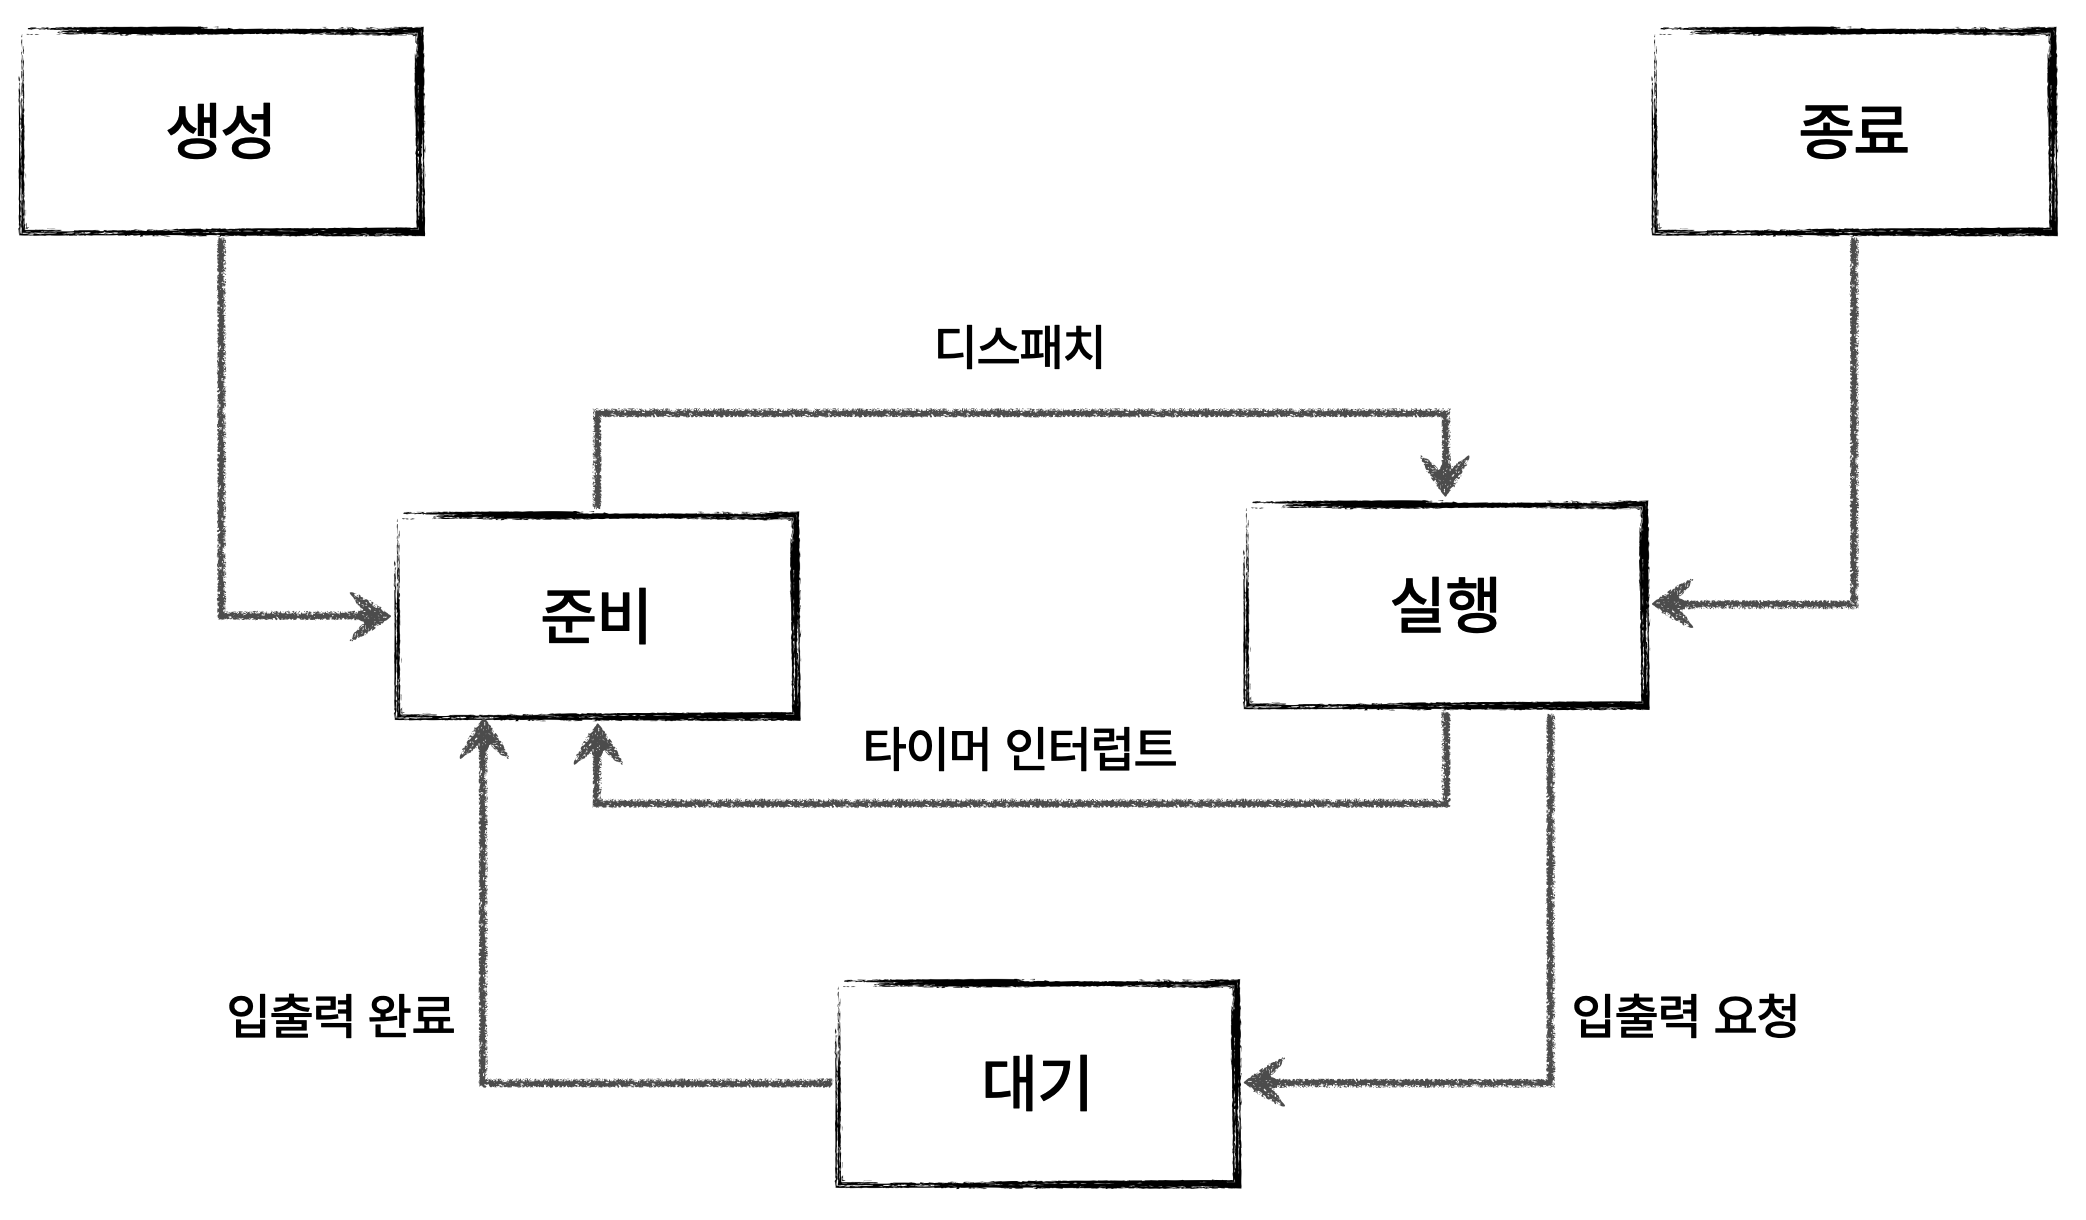 생성
종료
디스패치
준비
실행
타이머 인터럽트
입출력 완료
입출력 요청
대기